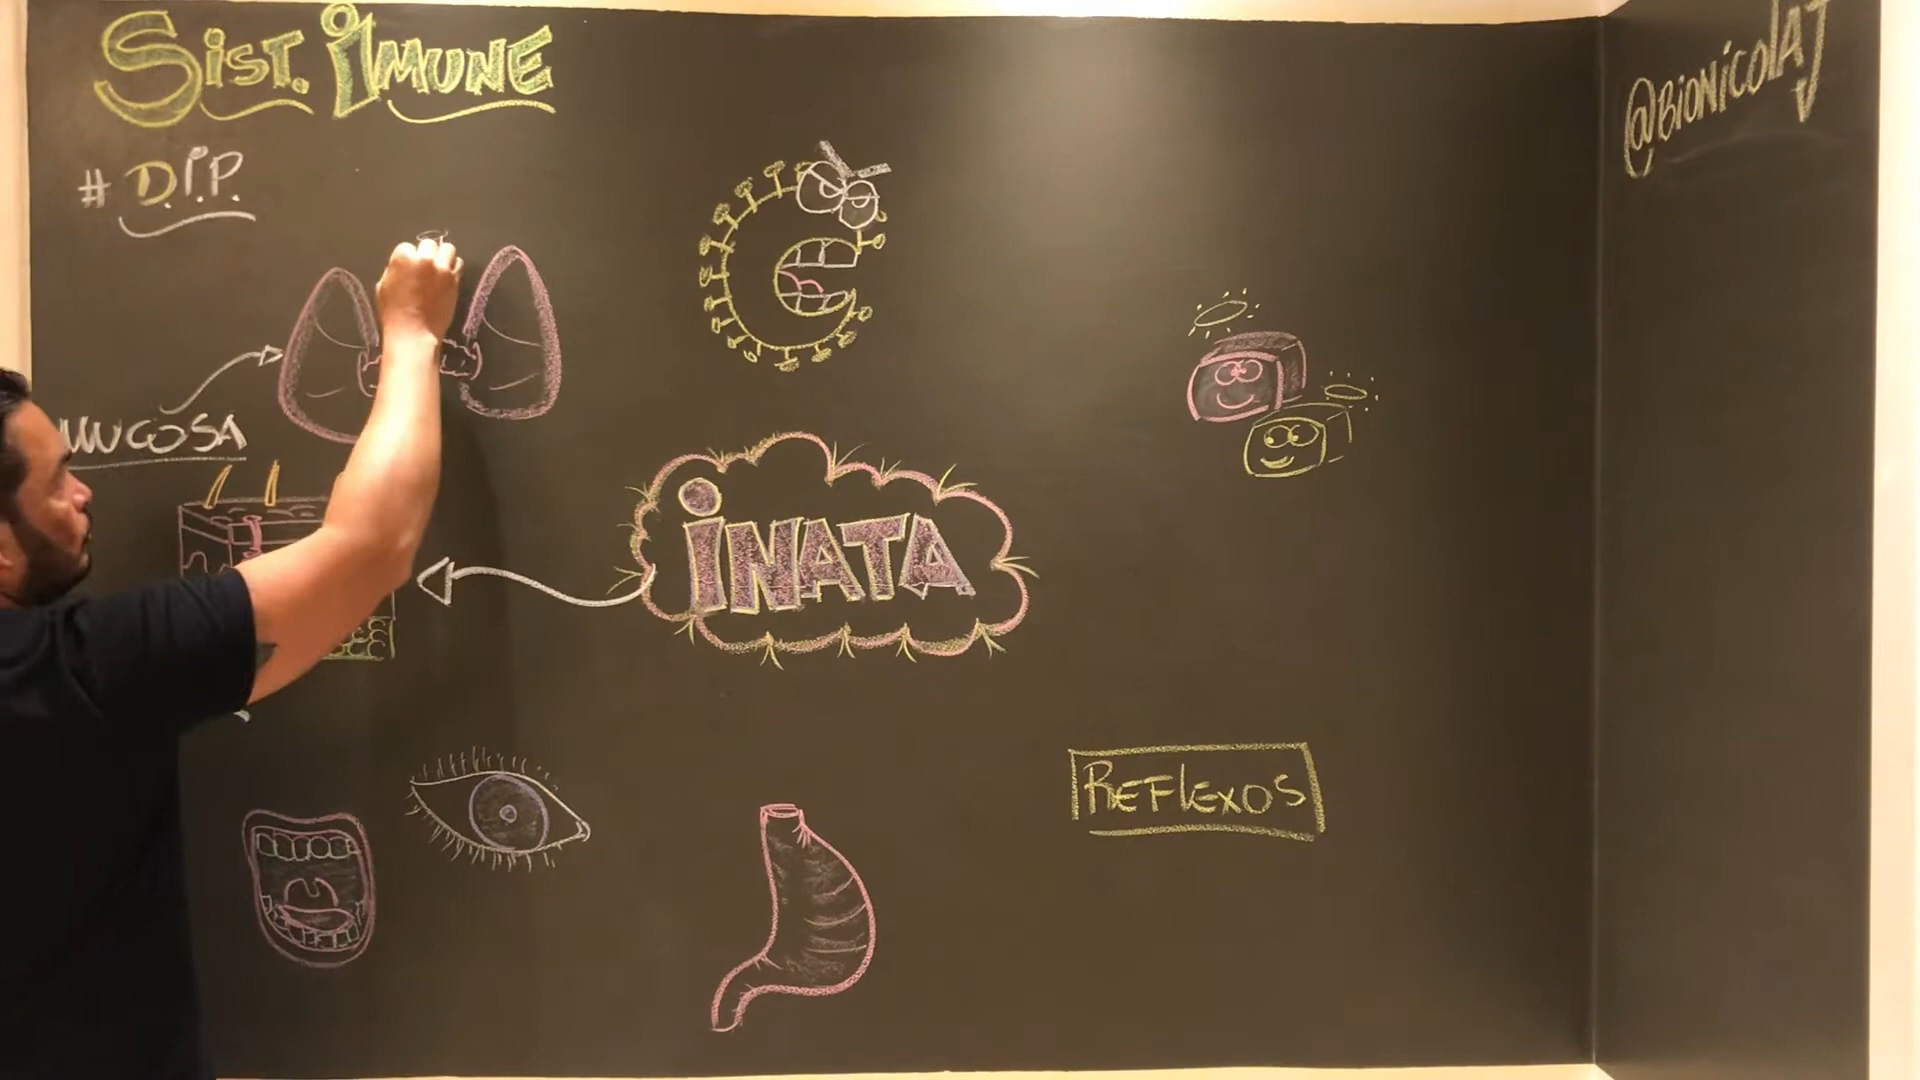 Sist. Imune
@BIONICOLAJ
# D.I.P.
MUCOSA
INATA
REFLEXOS